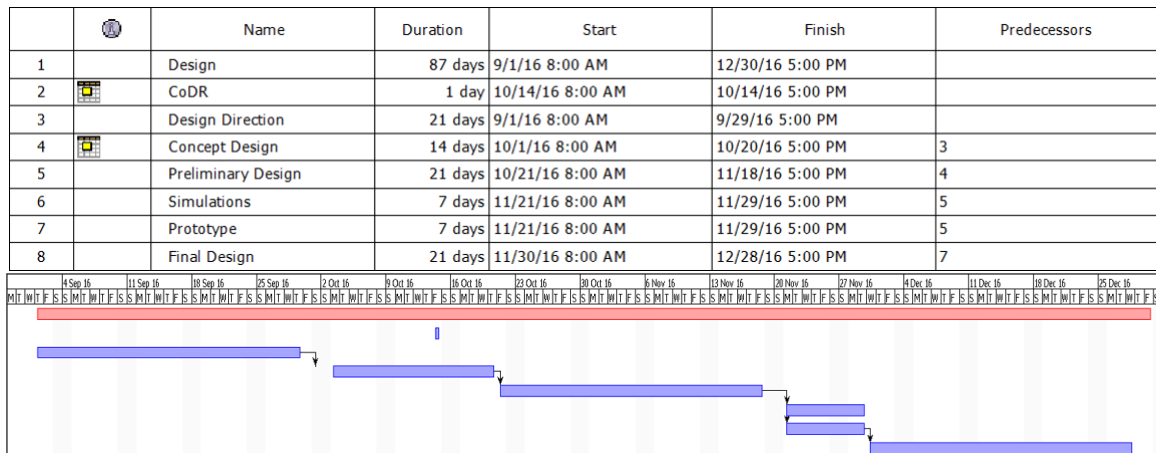 Name Duration Start Finish Predecessors
1 Design 87 days 9/1/16 8:00 AM 12/30/16 5:00 PM
2 CoDR 1 day 10/14/16 8:00 AM 10/14/16 5:00 PM
3 Design Direction 21 days 9/1/16 8:00 AM 9/29/16 5:00 PM
4 Concept Design 14 days 10/1/16 8:00 AM 10/20/16 5:00 PM 3
5 Preliminary Design 21 days 10/21/16 8:00 AM 11/18/16 5:00 PM 4
6 Simulations 7 days 11/21/16 8:00 AM 11/29/16 5:00 PM 5
7 Prototype 7 days 11/21/16 8:00 AM 11/29/16 5:00 PM 5
8 Final Design 21 days 11/30/16 8:00 AM 12/28/16 5:00 PM 7
4 Sep 16 11 Sep 16 18 Sep 16 25 Sep 16 2 Oct 16 9 Oct 16 16 Oct 16 23 Oct 16 30 Oct 16 6 Nov 16 13 Nov 16 20 Nov 16 27 Nov 16 4 Dec 16 11 Dec 16 18 Dec 16 25 Dec 16
M T W T F S S M T W T F S S M T W T F S S M T W T F S S M T W T F S S M T W T F S S M T W T F S S M T W T F S S M T W T F S S M T W T F S S M T W T F S S M T W T F S S M T W T F S S M T W T F S S M T W T F S S M T W T F S S M T W T F S S M T W T F S